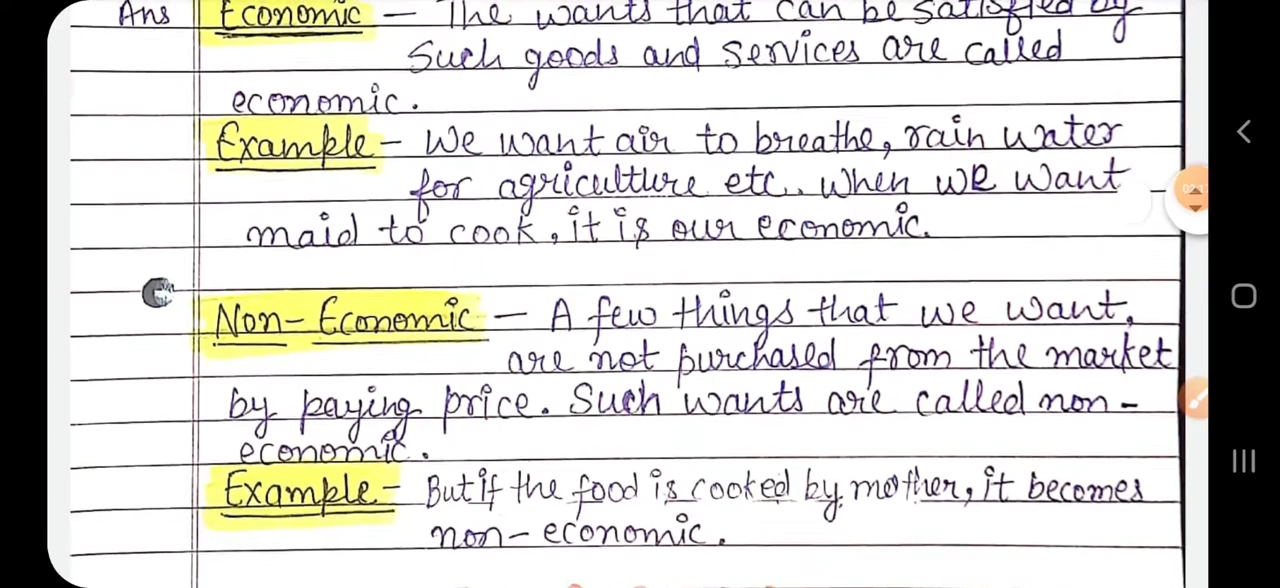 Ans Economic – The wants that can be satisfied by
such goods and services are called
economic.
Example – We want air to breathe, rain water
for agriculture etc. When we want
maid to cook, it is our economic.
Non-Economic – A few things that we want,
are not purchased from the market
by paying price. Such wants are called non-
economic.
Example – But if the food is cooked by mother, it becomes
non-economic.